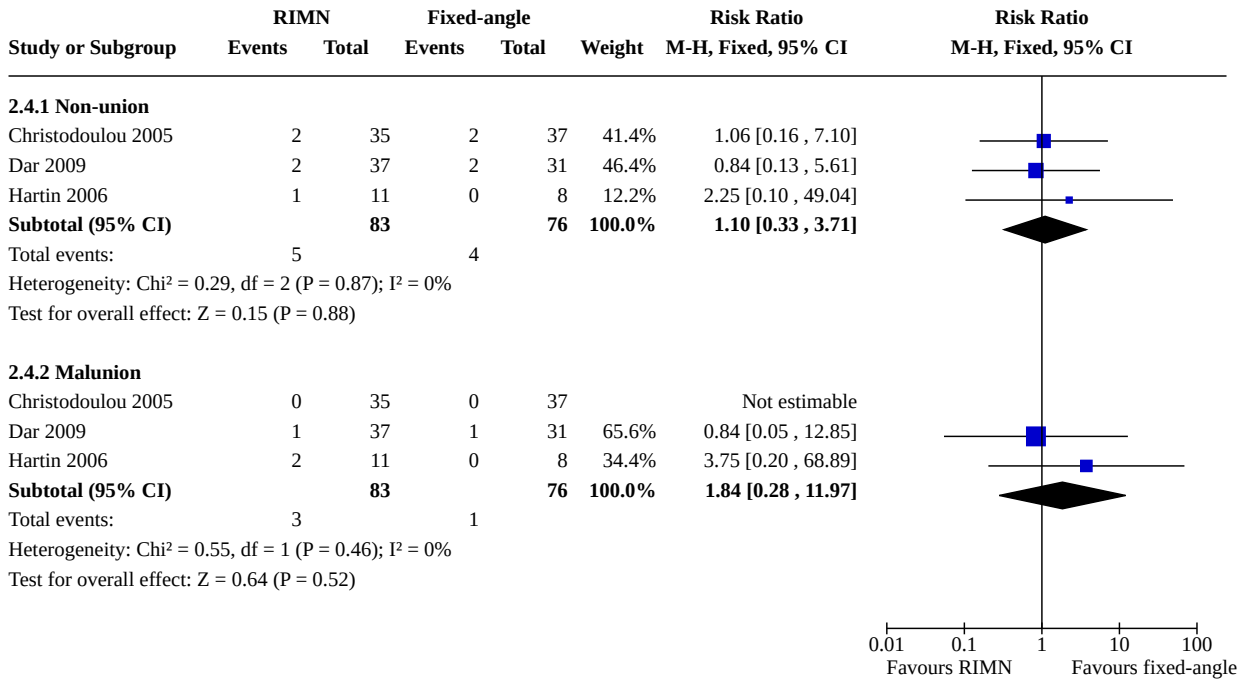 RIMN Fixed-angle Risk Ratio Risk Ratio
Study or Subgroup Events Total Events Total Weight M-H, Fixed, 95% CI M-H, Fixed, 95% CI
2.4.1 Non-union
Christodoulou 2005 2 35 2 37 41.4% 1.06 [0.16 , 7.10]
Dar 2009 2 37 2 31 46.4% 0.84 [0.13 , 5.61]
Hartin 2006 1 11 0 8 12.2% 2.25 [0.10 , 49.04]
Subtotal (95% CI) 83 76 100.0% 1.10 [0.33 , 3.71]
Total events: 5 4
Heterogeneity: Chi² = 0.29, df = 2 (P = 0.87); I² = 0%
Test for overall effect: Z = 0.15 (P = 0.88)
2.4.2 Malunion
Christodoulou 2005 0 35 0 37 Not estimable
Dar 2009 1 37 1 31 65.6% 0.84 [0.05 , 12.85]
Hartin 2006 2 11 0 8 34.4% 3.75 [0.20 , 68.89]
Subtotal (95% CI) 83 76 100.0% 1.84 [0.28 , 11.97]
Total events: 3 1
Heterogeneity: Chi² = 0.55, df = 1 (P = 0.46); I² = 0%
Test for overall effect: Z = 0.64 (P = 0.52)
0.01 0.1 1 10 100
Favours RIMN Favours fixed-angle